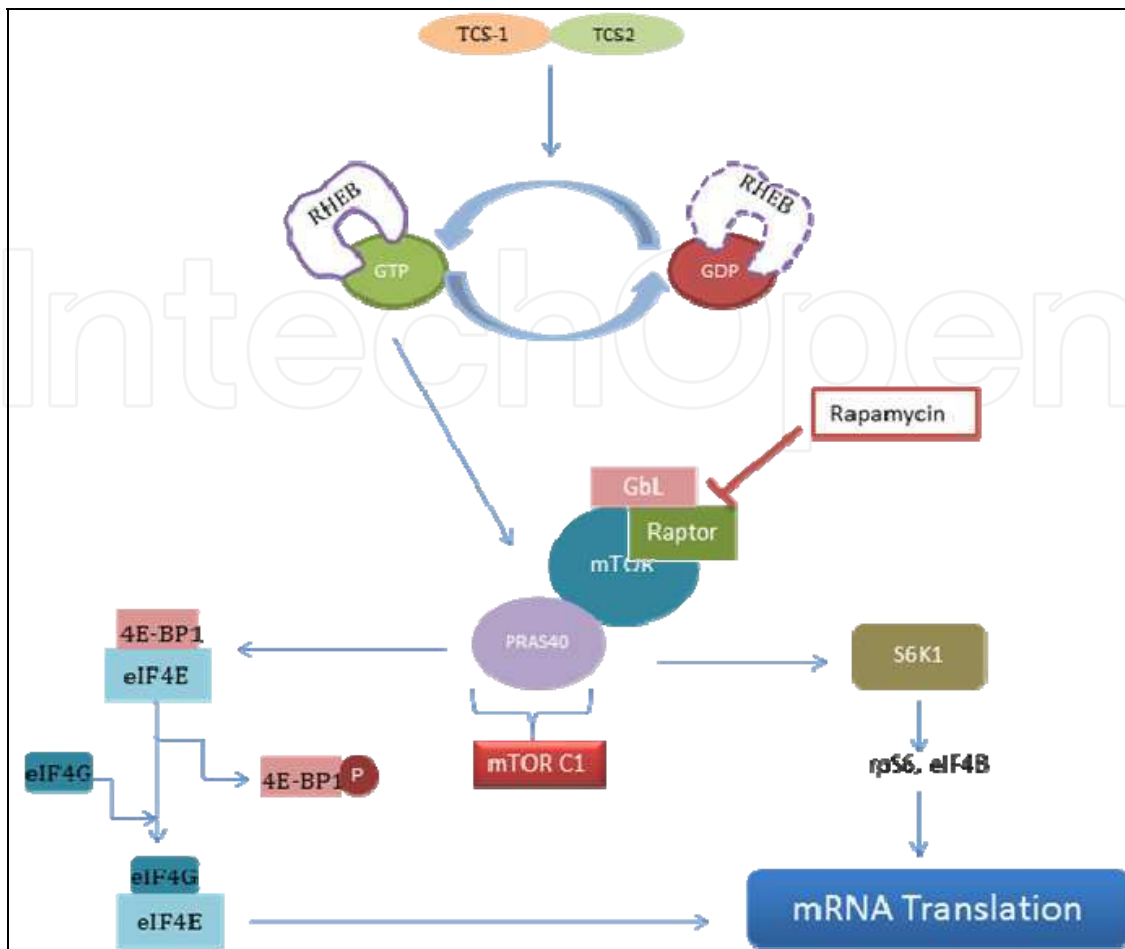 TCS-1
TCS2
RHEB
RHEB
GTP
GDP
IntechOpen
Rapamycin
GbL
Raptor
mTOR
4E-BP1
PRAS40
S6K1
eIF4E
mTOR C1
eIF4G
4E-BP1
P
rpS6, eIF4B
eIF4G
eIF4E
mRNA Translation